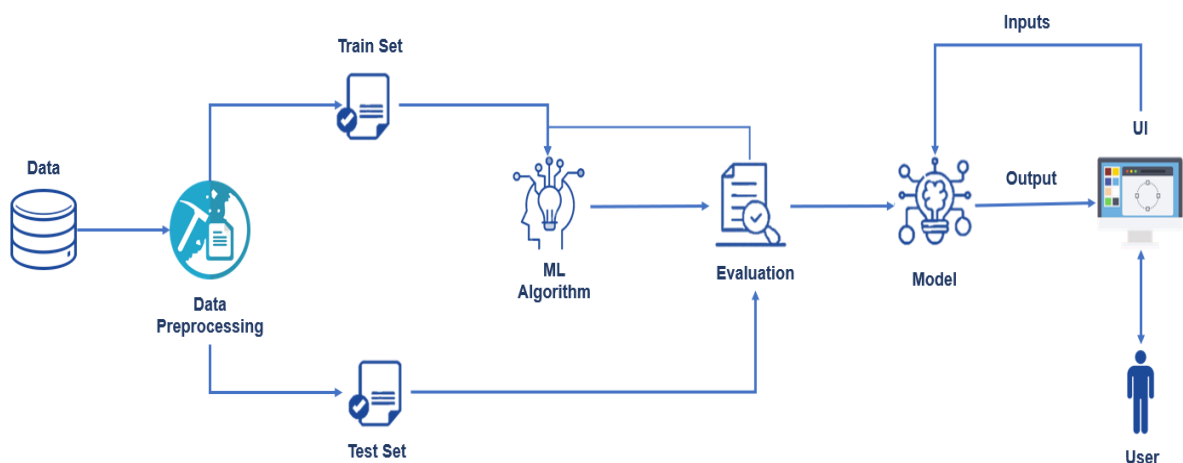 Inputs
Train Set
UI
Data
Output
ML
Algorithm
Evaluation
Model
Data
Preprocessing
Test Set
User